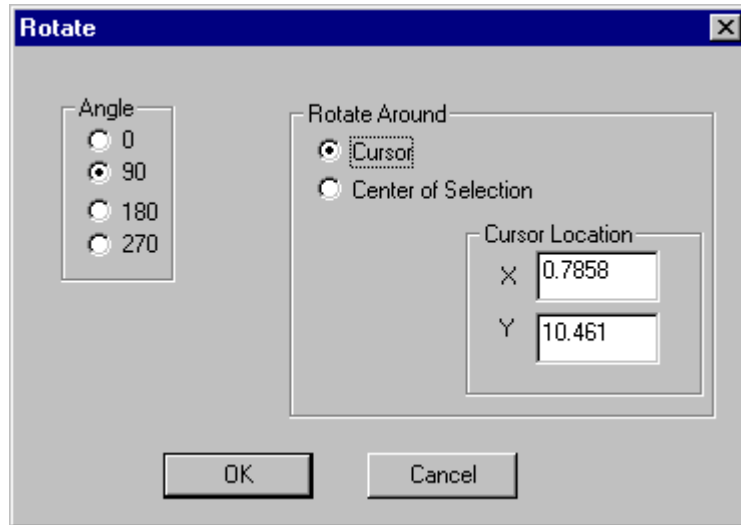 Rotate
Angle
0
90
180
270
Rotate Around
Cursor
Center of Selection
Cursor Location
X 0.7858
Y 10.461
OK Cancel